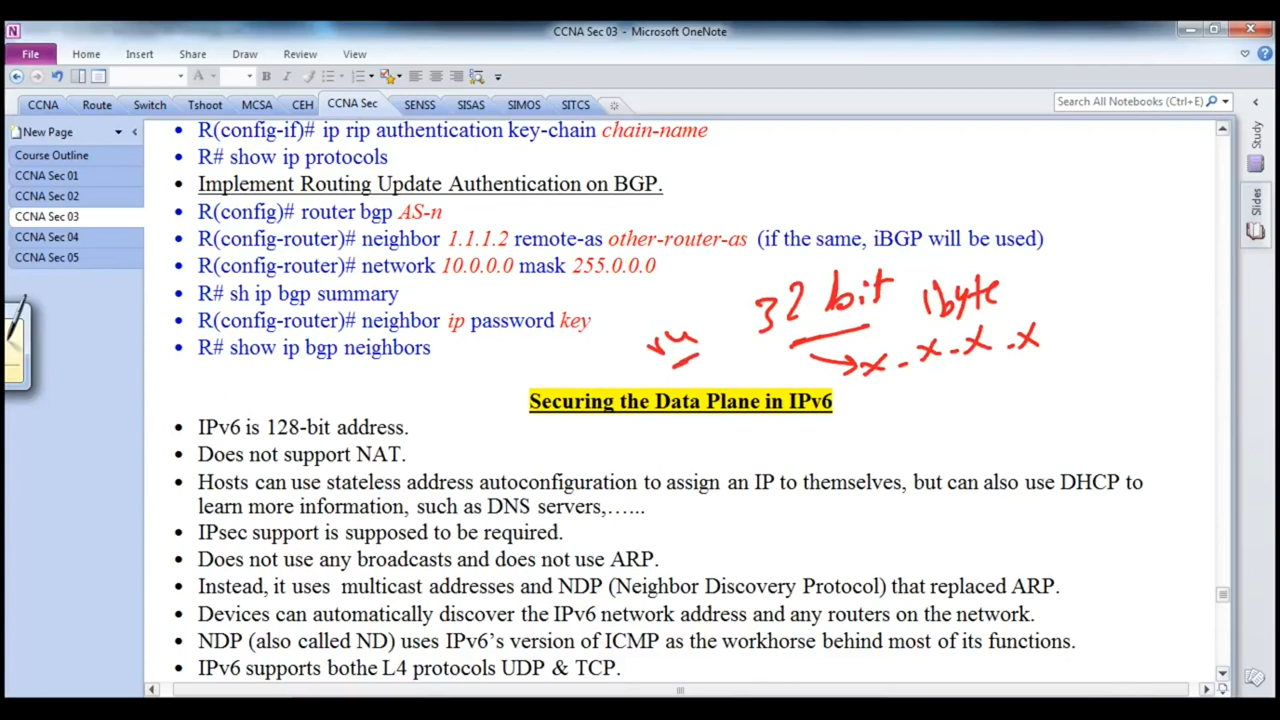 CCNA Sec 03 - Microsoft OneNote
File Home Insert Share Draw Review View
CCNA Route Switch Tshoot MCSA CEH CCNA Sec SENSS SISAS SIMOS SITCS
Search All Notebooks (Ctrl+E)
New Page
Course Outline
CCNA Sec 01
CCNA Sec 02
CCNA Sec 03
CCNA Sec 04
CCNA Sec 05
Study
Slides
• R(config-if)# ip rip authentication key-chain chain-name
• R# show ip protocols
• Implement Routing Update Authentication on BGP.
• R(config)# router bgp AS-n
• R(config-router)# neighbor 1.1.1.2 remote-as other-router-as (if the same, iBGP will be used)
• R(config-router)# network 10.0.0.0 mask 255.0.0.0
• R# sh ip bgp summary
• R(config-router)# neighbor ip password key
• R# show ip bgp neighbors
32 bit 1byte
v4
x . x . x . x
Securing the Data Plane in IPv6
• IPv6 is 128-bit address.
• Does not support NAT.
• Hosts can use stateless address autoconfiguration to assign an IP to themselves, but can also use DHCP to
learn more information, such as DNS servers,…...
• IPsec support is supposed to be required.
• Does not use any broadcasts and does not use ARP.
• Instead, it uses multicast addresses and NDP (Neighbor Discovery Protocol) that replaced ARP.
• Devices can automatically discover the IPv6 network address and any routers on the network.
• NDP (also called ND) uses IPv6’s version of ICMP as the workhorse behind most of its functions.
• IPv6 supports bothe L4 protocols UDP & TCP.